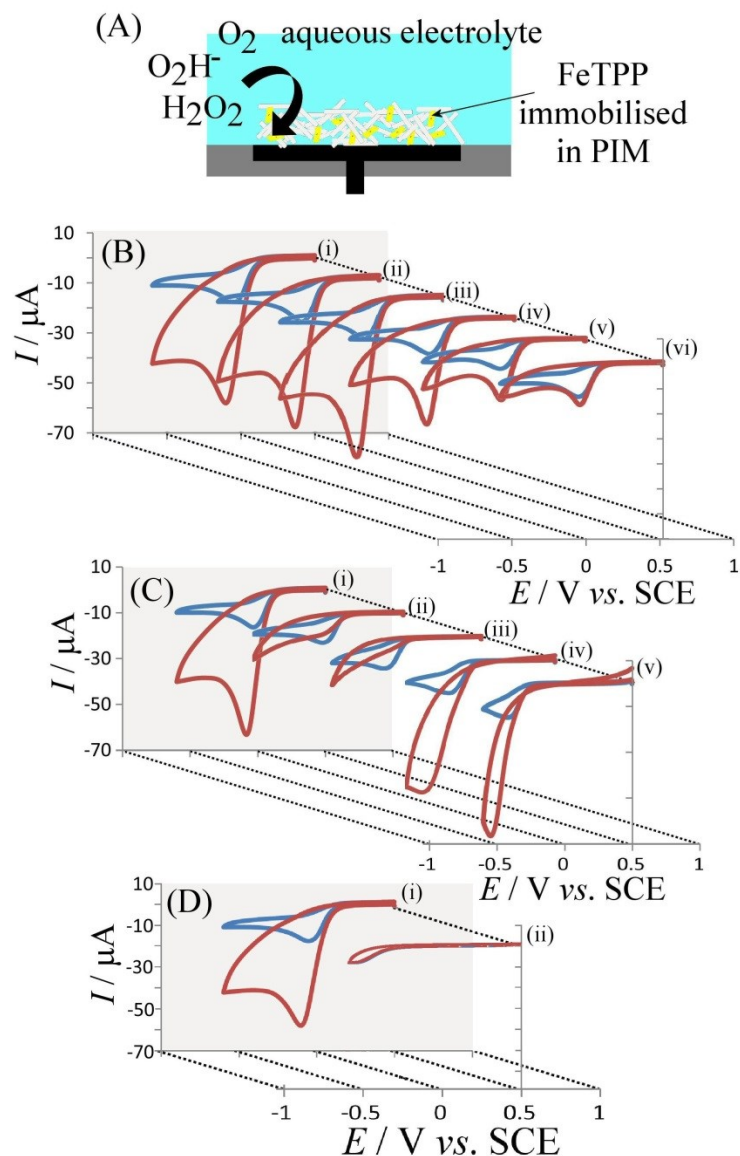 (A)
O2 aqueous electrolyte
O2H-
H2O2
FeTPP
immobilised
in PIM
(B)
10
-10
-30
-50
-70
I / μA
(i)
(ii)
(iii)
(iv)
(v)
(vi)
-1 -0.5 0 0.5 1
E / V vs. SCE
(C)
10
-10
-30
-50
-70
I / μA
(i)
(ii)
(iii)
(iv)
(v)
-1 -0.5 0 0.5 1
E / V vs. SCE
(D)
10
-10
-30
-50
-70
I / μA
(i)
(ii)
-1 -0.5 0 0.5 1
E / V vs. SCE